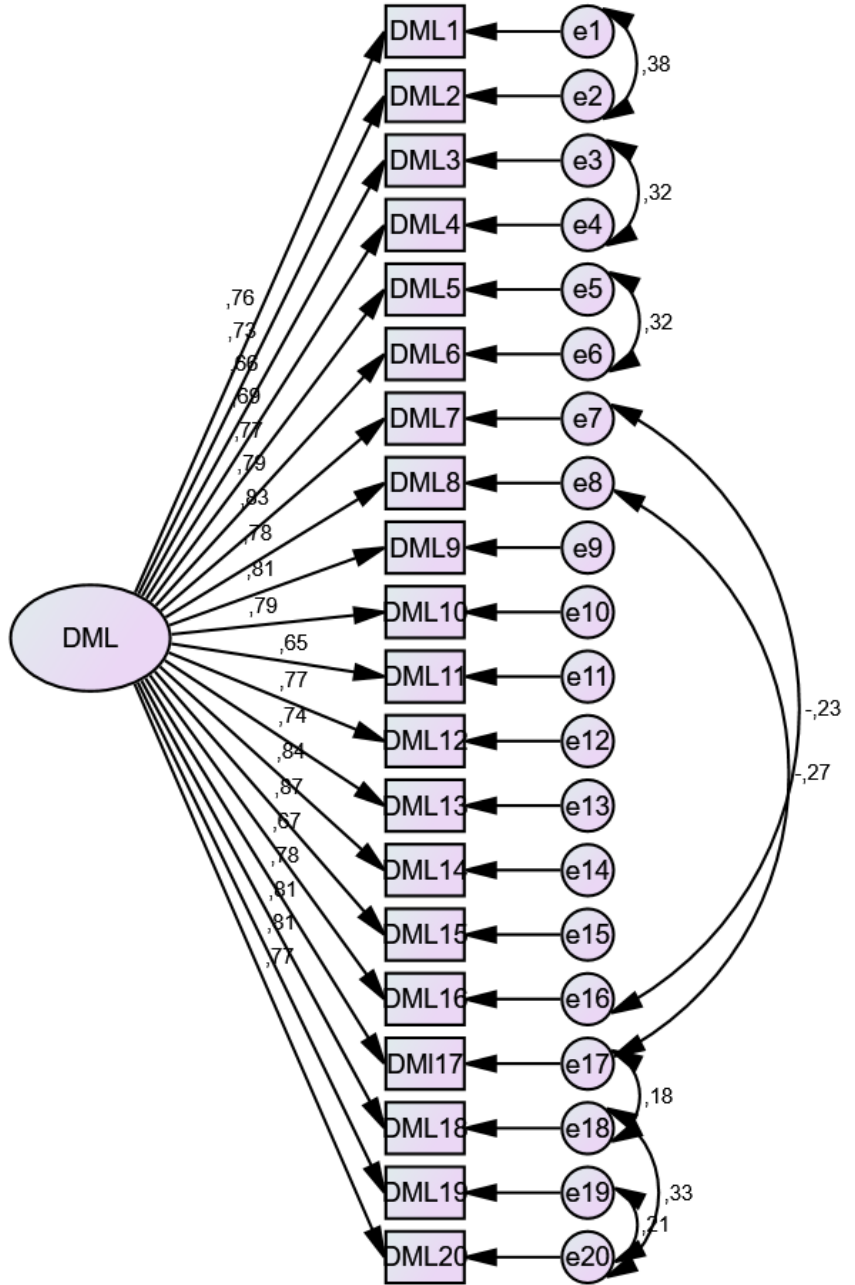 DML1
e1
,38
DML2
e2
DML3
e3
,32
DML4
e4
DML5
e5
,76
,32
,73
DML6
e6
,66
,69
DML7
e7
,77
,79
DML8
e8
,83
,78
DML9
e9
,81
,79
DML10
e10
DML
,65
DML11
e11
,77
-,23
,74
DML12
e12
,84
-,27
,87
DML13
e13
,67
,78
DML14
e14
,81
,81
DML15
e15
,77
DML16
e16
DMl17
e17
,18
DML18
e18
DML19
e19
,33
,21
DML20
e20